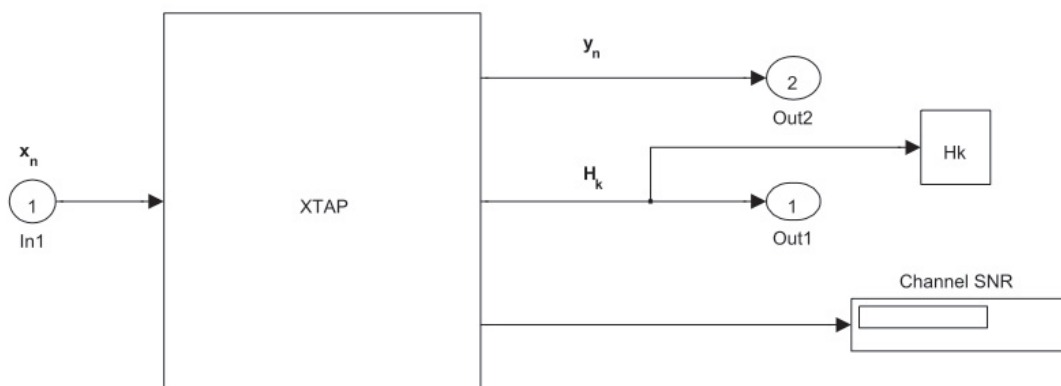 y_n
2
Out2
x_n
Hk
H_k
1
In1
XTAP
1
Out1
Channel SNR